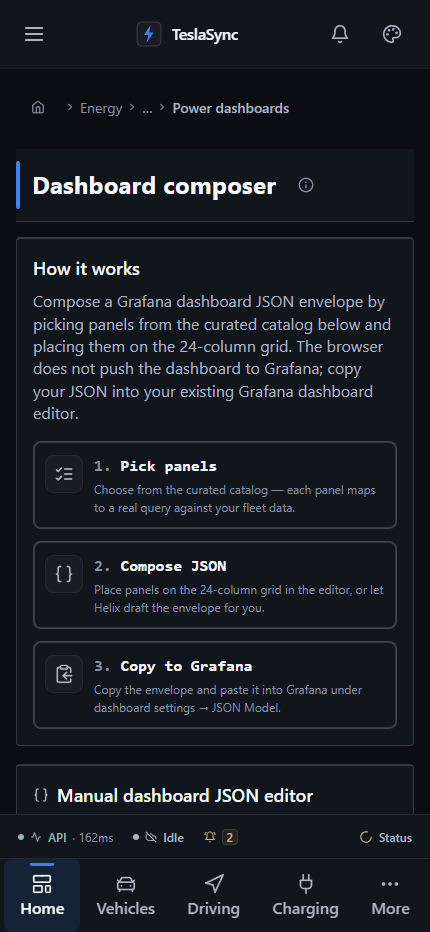 TeslaSync
Energy
...
Power dashboards
Dashboard composer
How it works
Compose a Grafana dashboard JSON envelope by
picking panels from the curated catalog below and
placing them on the 24-column grid. The browser
does not push the dashboard to Grafana; copy
your JSON into your existing Grafana dashboard
editor.
1. Pick panels
Choose from the curated catalog — each panel maps
to a real query against your fleet data.
2. Compose JSON
Place panels on the 24-column grid in the editor, or let
Helix draft the envelope for you.
3. Copy to Grafana
Copy the envelope and paste it into Grafana under
dashboard settings → JSON Model.
Manual dashboard JSON editor
API · 162ms
Idle
2
Status
Home
Vehicles
Driving
Charging
More